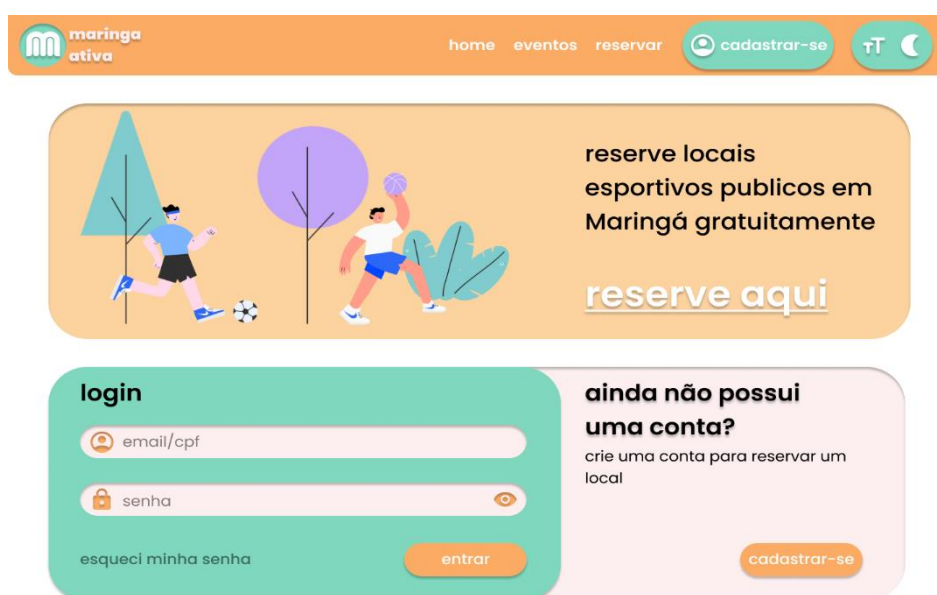 maringa
ativa
home eventos reservar cadastrar-se TT
reserve locais
esportivos publicos em
Maringá gratuitamente
reserve aqui
login
email/cpf
senha
esqueci minha senha
entrar
ainda não possui
uma conta?
crie uma conta para reservar um
local
cadastrar-se